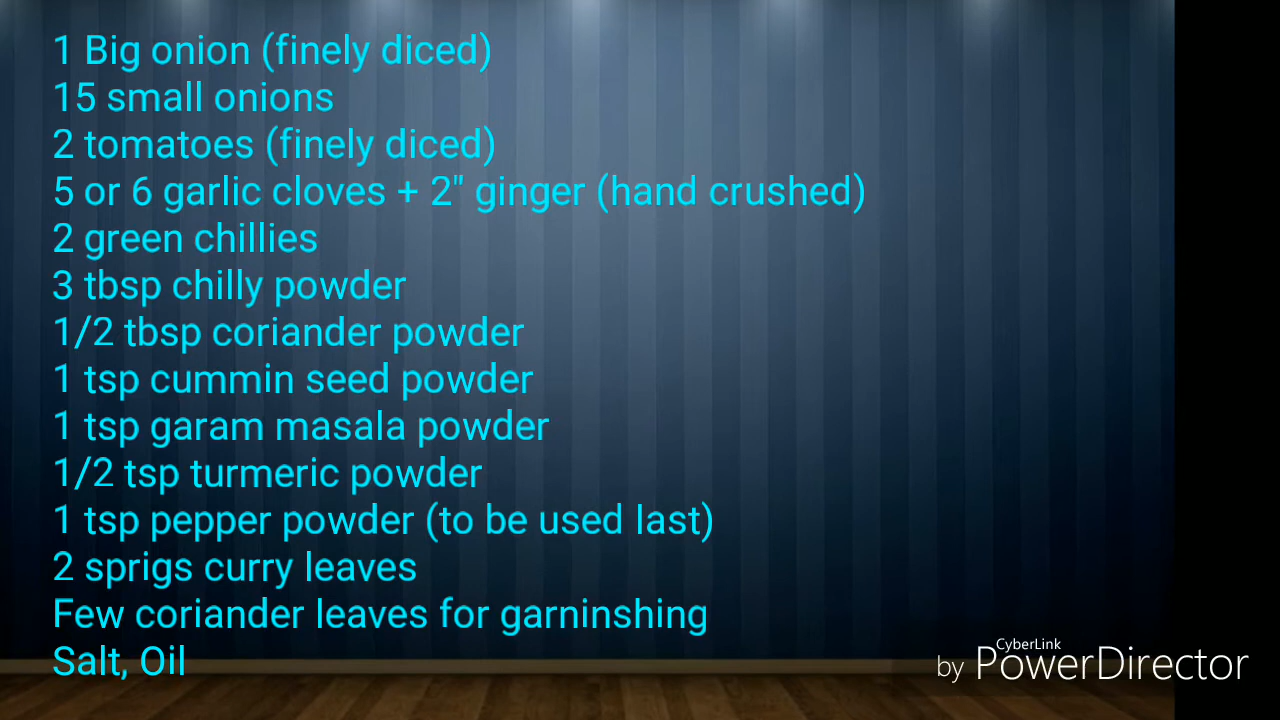 1 Big onion (finely diced)
15 small onions
2 tomatoes (finely diced)
5 or 6 garlic cloves + 2" ginger (hand crushed)
2 green chillies
3 tbsp chilly powder
1/2 tbsp coriander powder
1 tsp cummin seed powder
1 tsp garam masala powder
1/2 tsp turmeric powder
1 tsp pepper powder (to be used last)
2 sprigs curry leaves
Few coriander leaves for garninshing
Salt, Oil
CyberLink
by PowerDirector